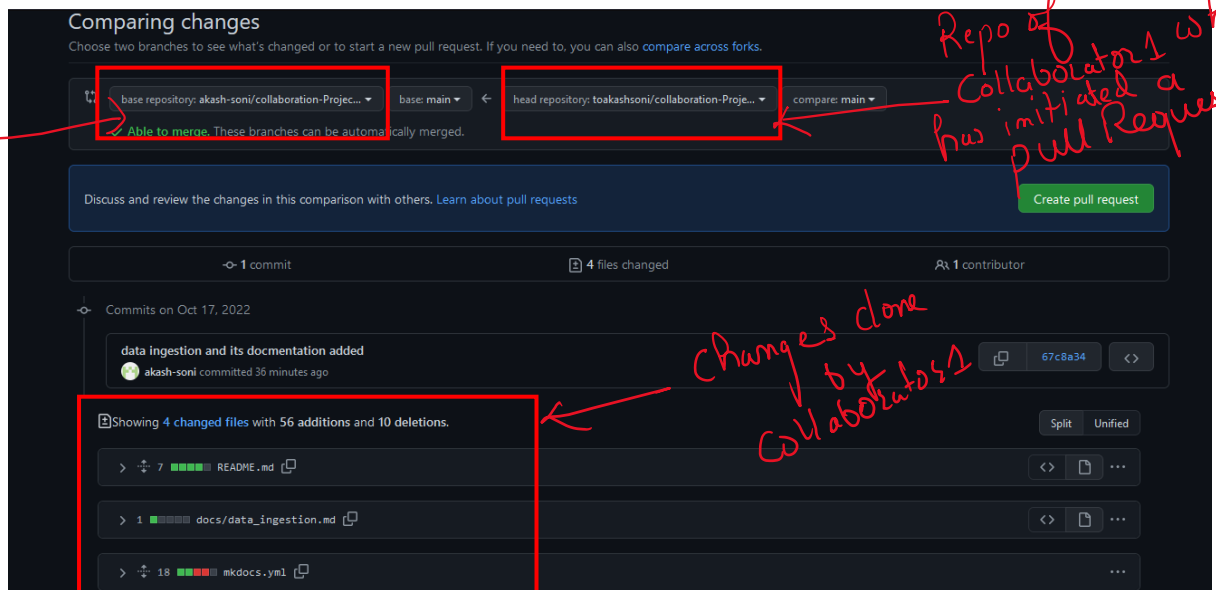 Comparing changes
Choose two branches to see what's changed or to start a new pull request. If you need to, you can also compare across forks.
base repository: akash-soni/collaboration-Projec...
base: main
head repository: toakashsoni/collaboration-Proje...
compare: main
Able to merge. These branches can be automatically merged.
Repo of
Collaborator1
has initiated a
pull Request
Discuss and review the changes in this comparison with others. Learn about pull requests
Create pull request
1 commit
4 files changed
1 contributor
Commits on Oct 17, 2022
changes done
by
Collaborator1
data ingestion and its docmentation added
akash-soni committed 36 minutes ago
67c8a34
Showing 4 changed files with 56 additions and 10 deletions.
Split
Unified
7 README.md
1 docs/data_ingestion.md
18 mkdocs.yml